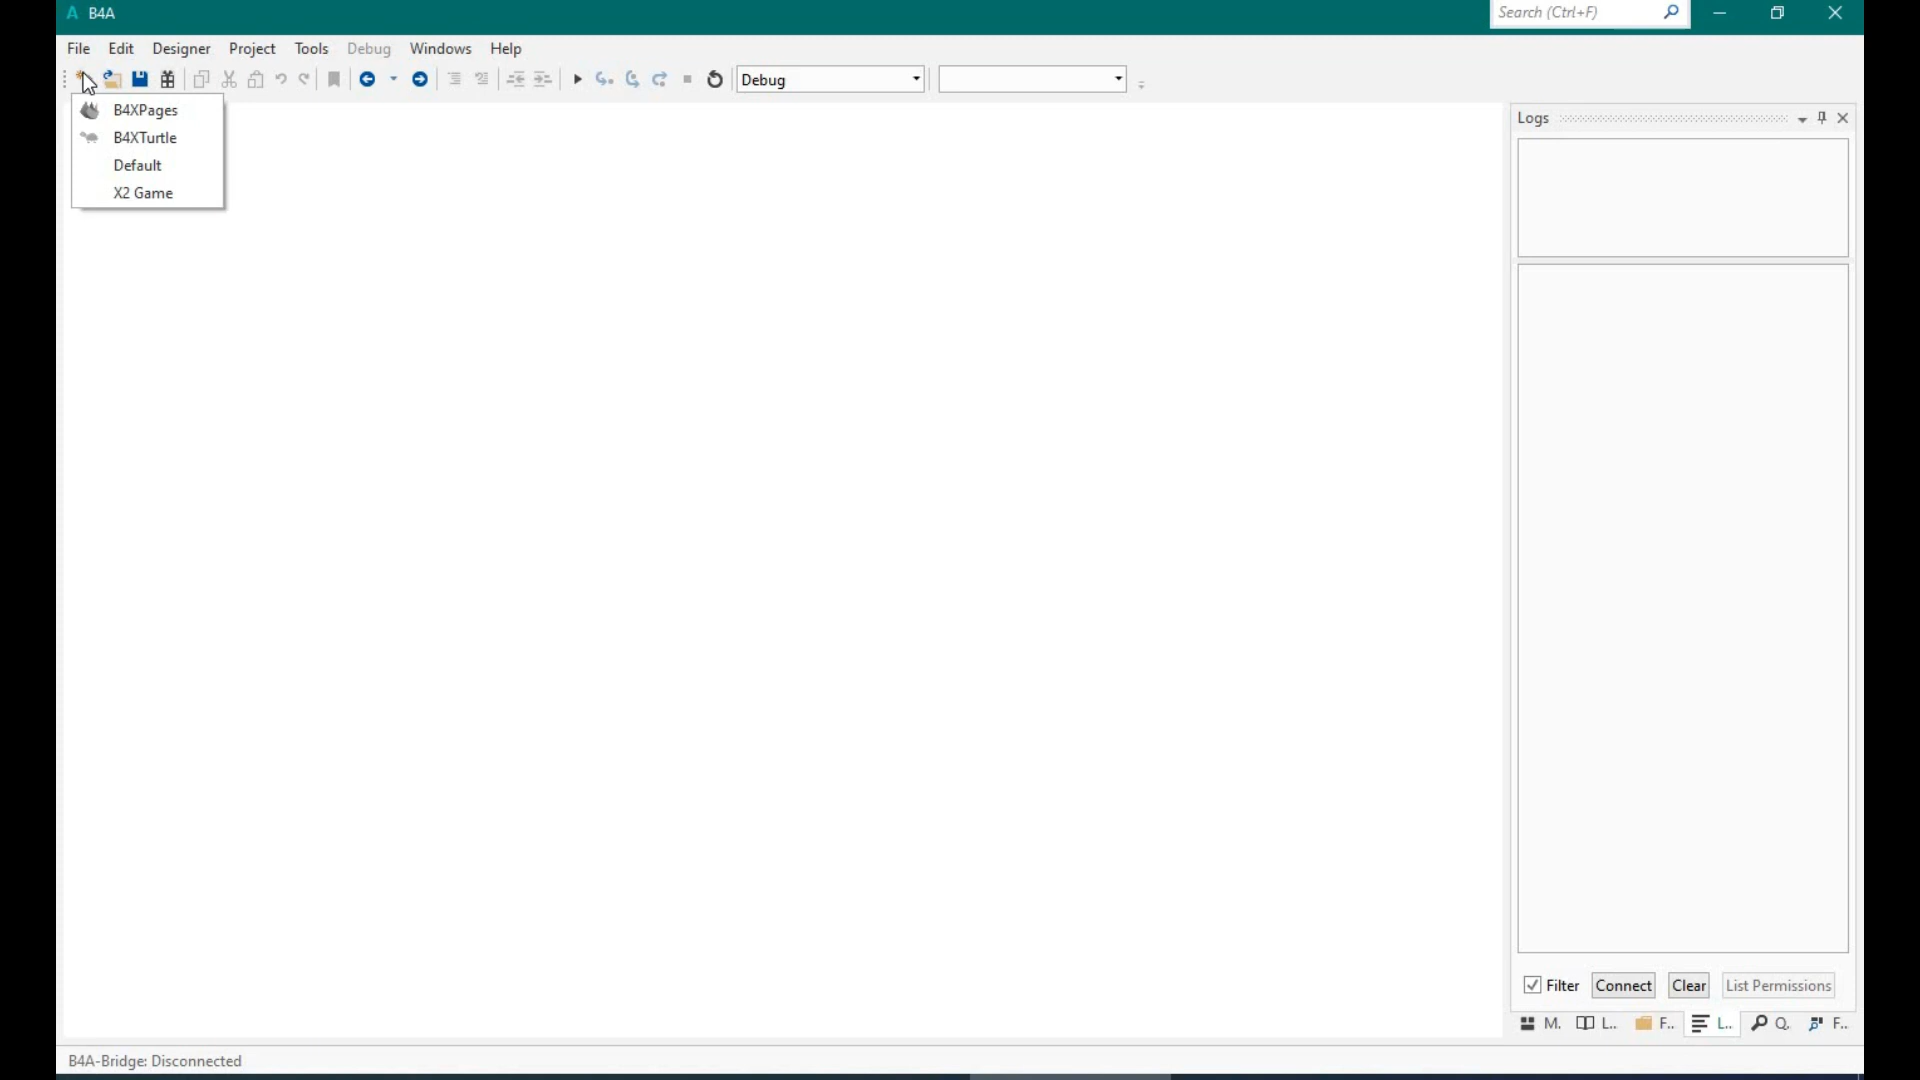 B4A
Search (Ctrl+F)
File Edit Designer Project Tools Debug Windows Help
Debug
B4XPages
B4XTurtle
Default
X2 Game
Logs
Filter Connect Clear List Permissions
M. L.. F.. L.. Q. F...
B4A-Bridge: Disconnected